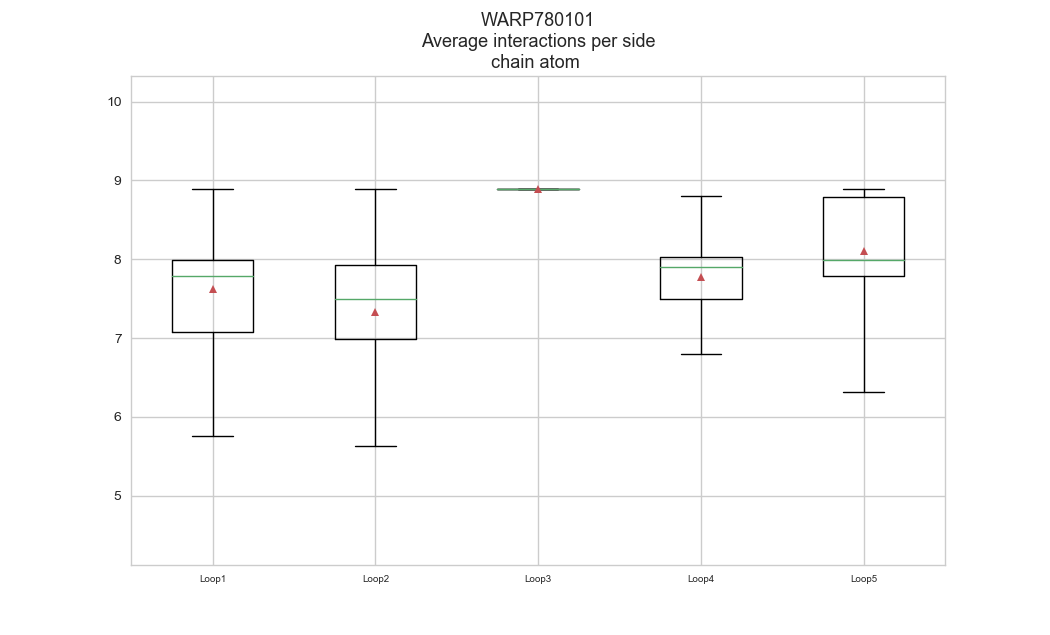 WARP780101
Average interactions per side
chain atom
10
9
8
7
6
5
Loop1
Loop2
Loop3
Loop4
Loop5